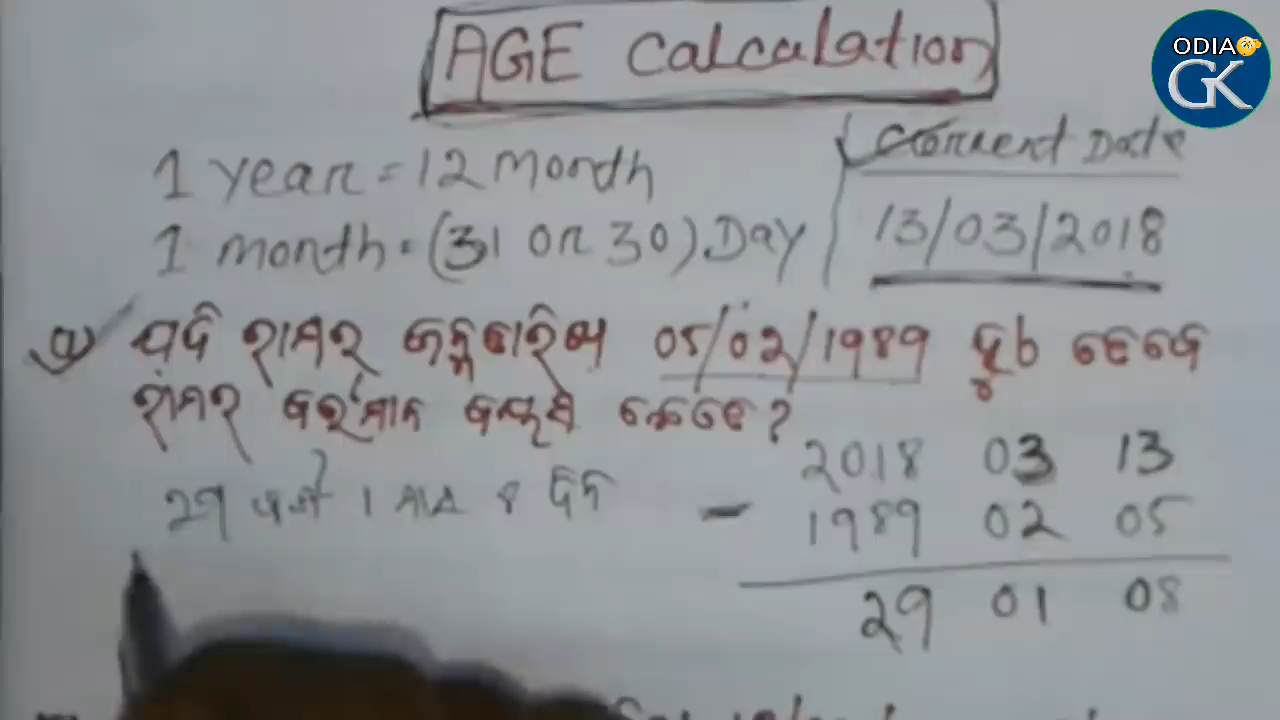 AGE Calculation
ODIA
GK
1 year = 12 month
1 month = (31 or 30) Day
Current Date
13/03/2018
Q ଯଦି ରାମର ଜନ୍ମତାରିଖ 05/02/1989 ହୁଏ ତେବେ
ରାମର ବର୍ତ୍ତମାନ ବୟସ କେତେ?
29 ବର୍ଷ 1 ମାସ 8 ଦିନ
2018 03 13
- 1989 02 05
29 01 08